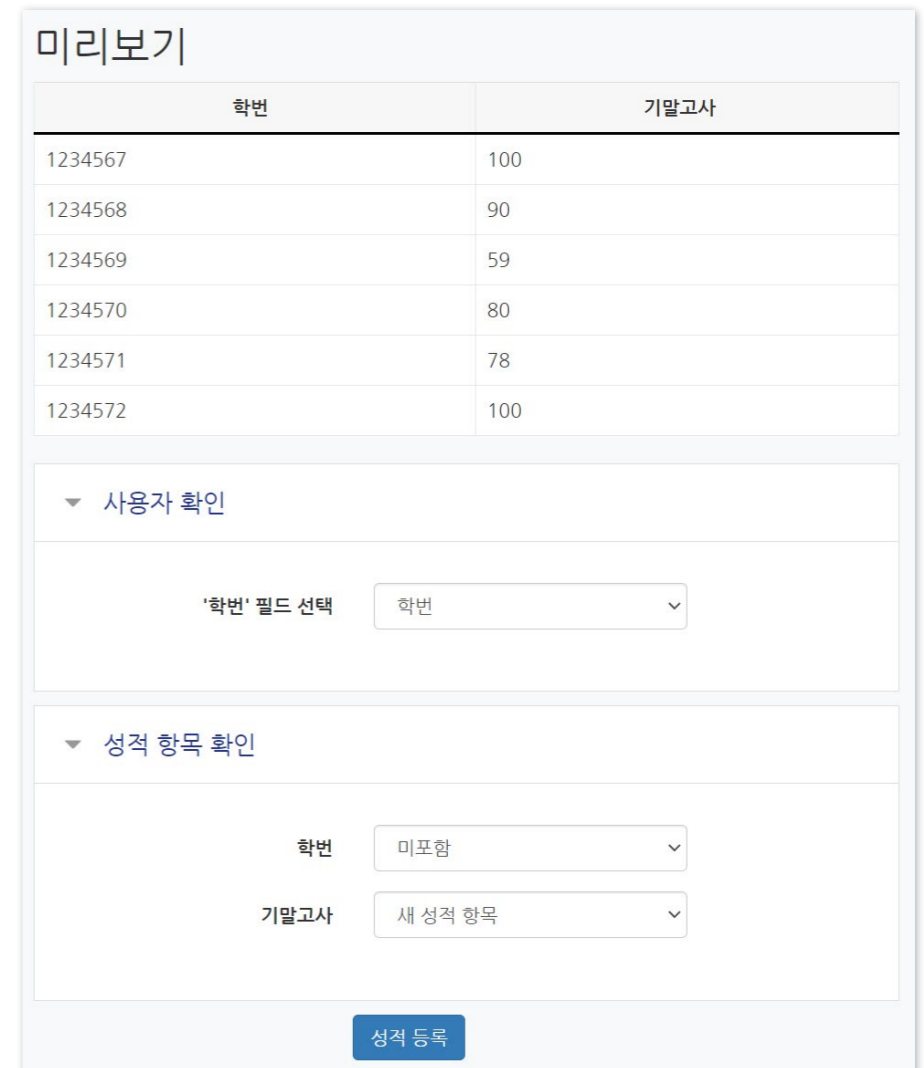 미리보기
학번 기말고사
1234567 100
1234568 90
1234569 59
1234570 80
1234571 78
1234572 100
사용자 확인
'학번' 필드 선택 학번
성적 항목 확인
학번 미포함
기말고사 새 성적 항목
성적 등록